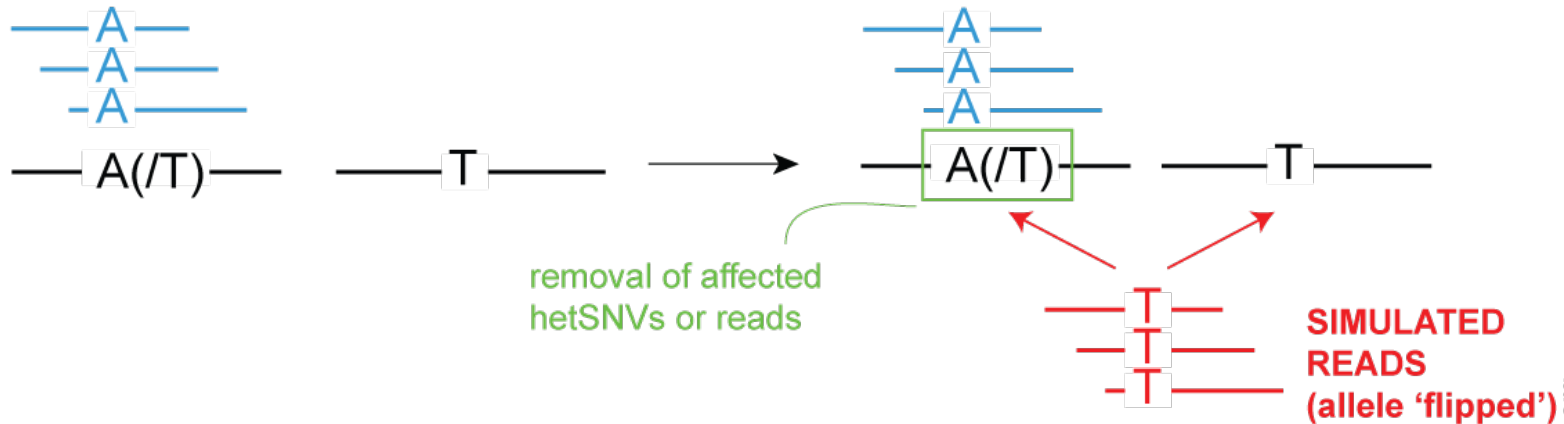 A
A
A
A(/T)
T
A
A
A
A(/T)
T
removal of affected
hetSNVs or reads
T
T
T
SIMULATED
READS
(allele ‘flipped’)